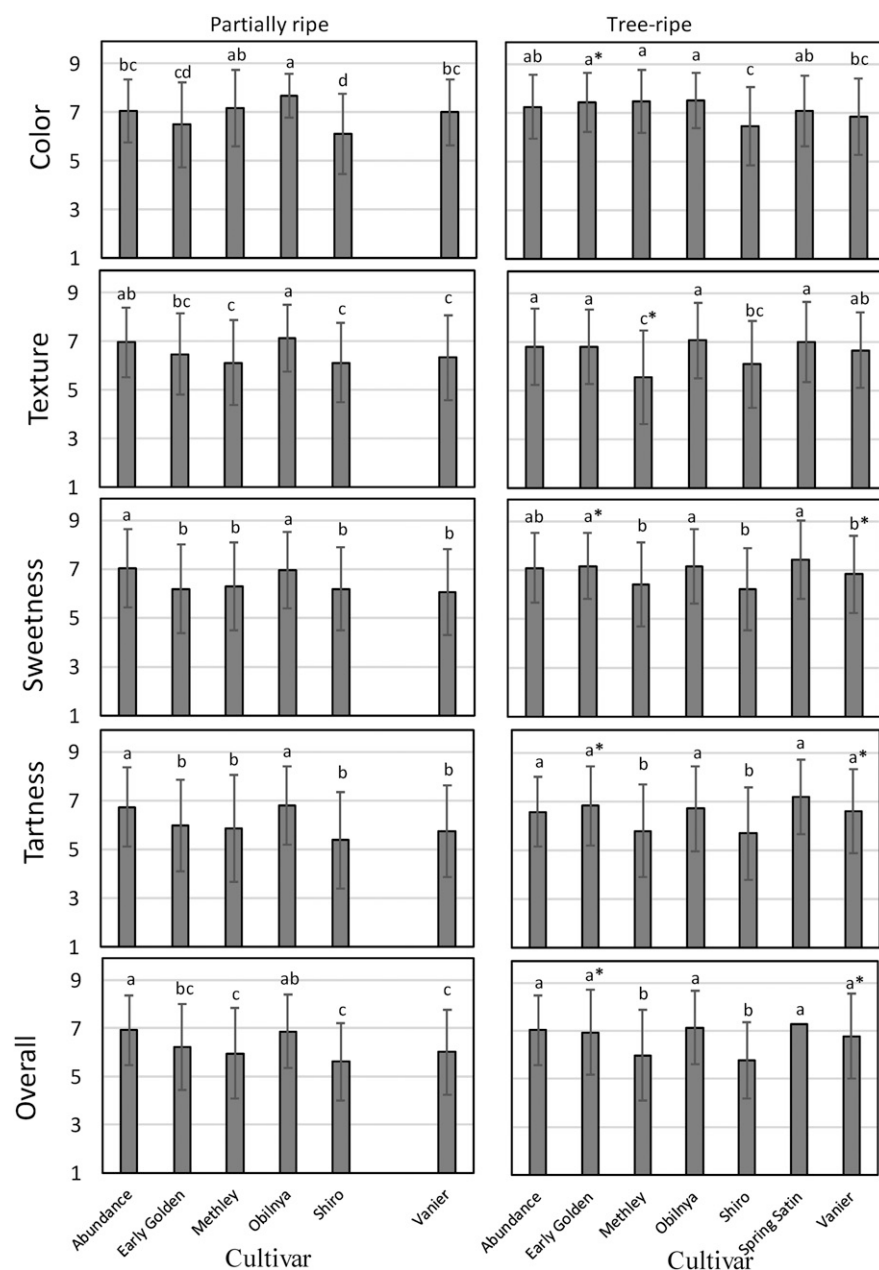 Partially ripe Tree-ripe
Color
9
7
5
3
1
bc cd ab a d bc
ab a* a a c ab bc
Texture
9
7
5
3
1
ab bc c a c c
a a c* a bc a ab
Sweetness
9
7
5
3
1
a b b a b b
ab a* b a b a b*
Tartness
9
7
5
3
1
a b b a b b
a a* b a b a a*
Overall
9
7
5
3
1
a bc c ab c c
a a* b a b a a*
Abundance Early Golden Methley Obilnya Shiro Vanier
Abundance Early Golden Methley Obilnya Shiro Spring Satin Vanier
Cultivar Cultivar